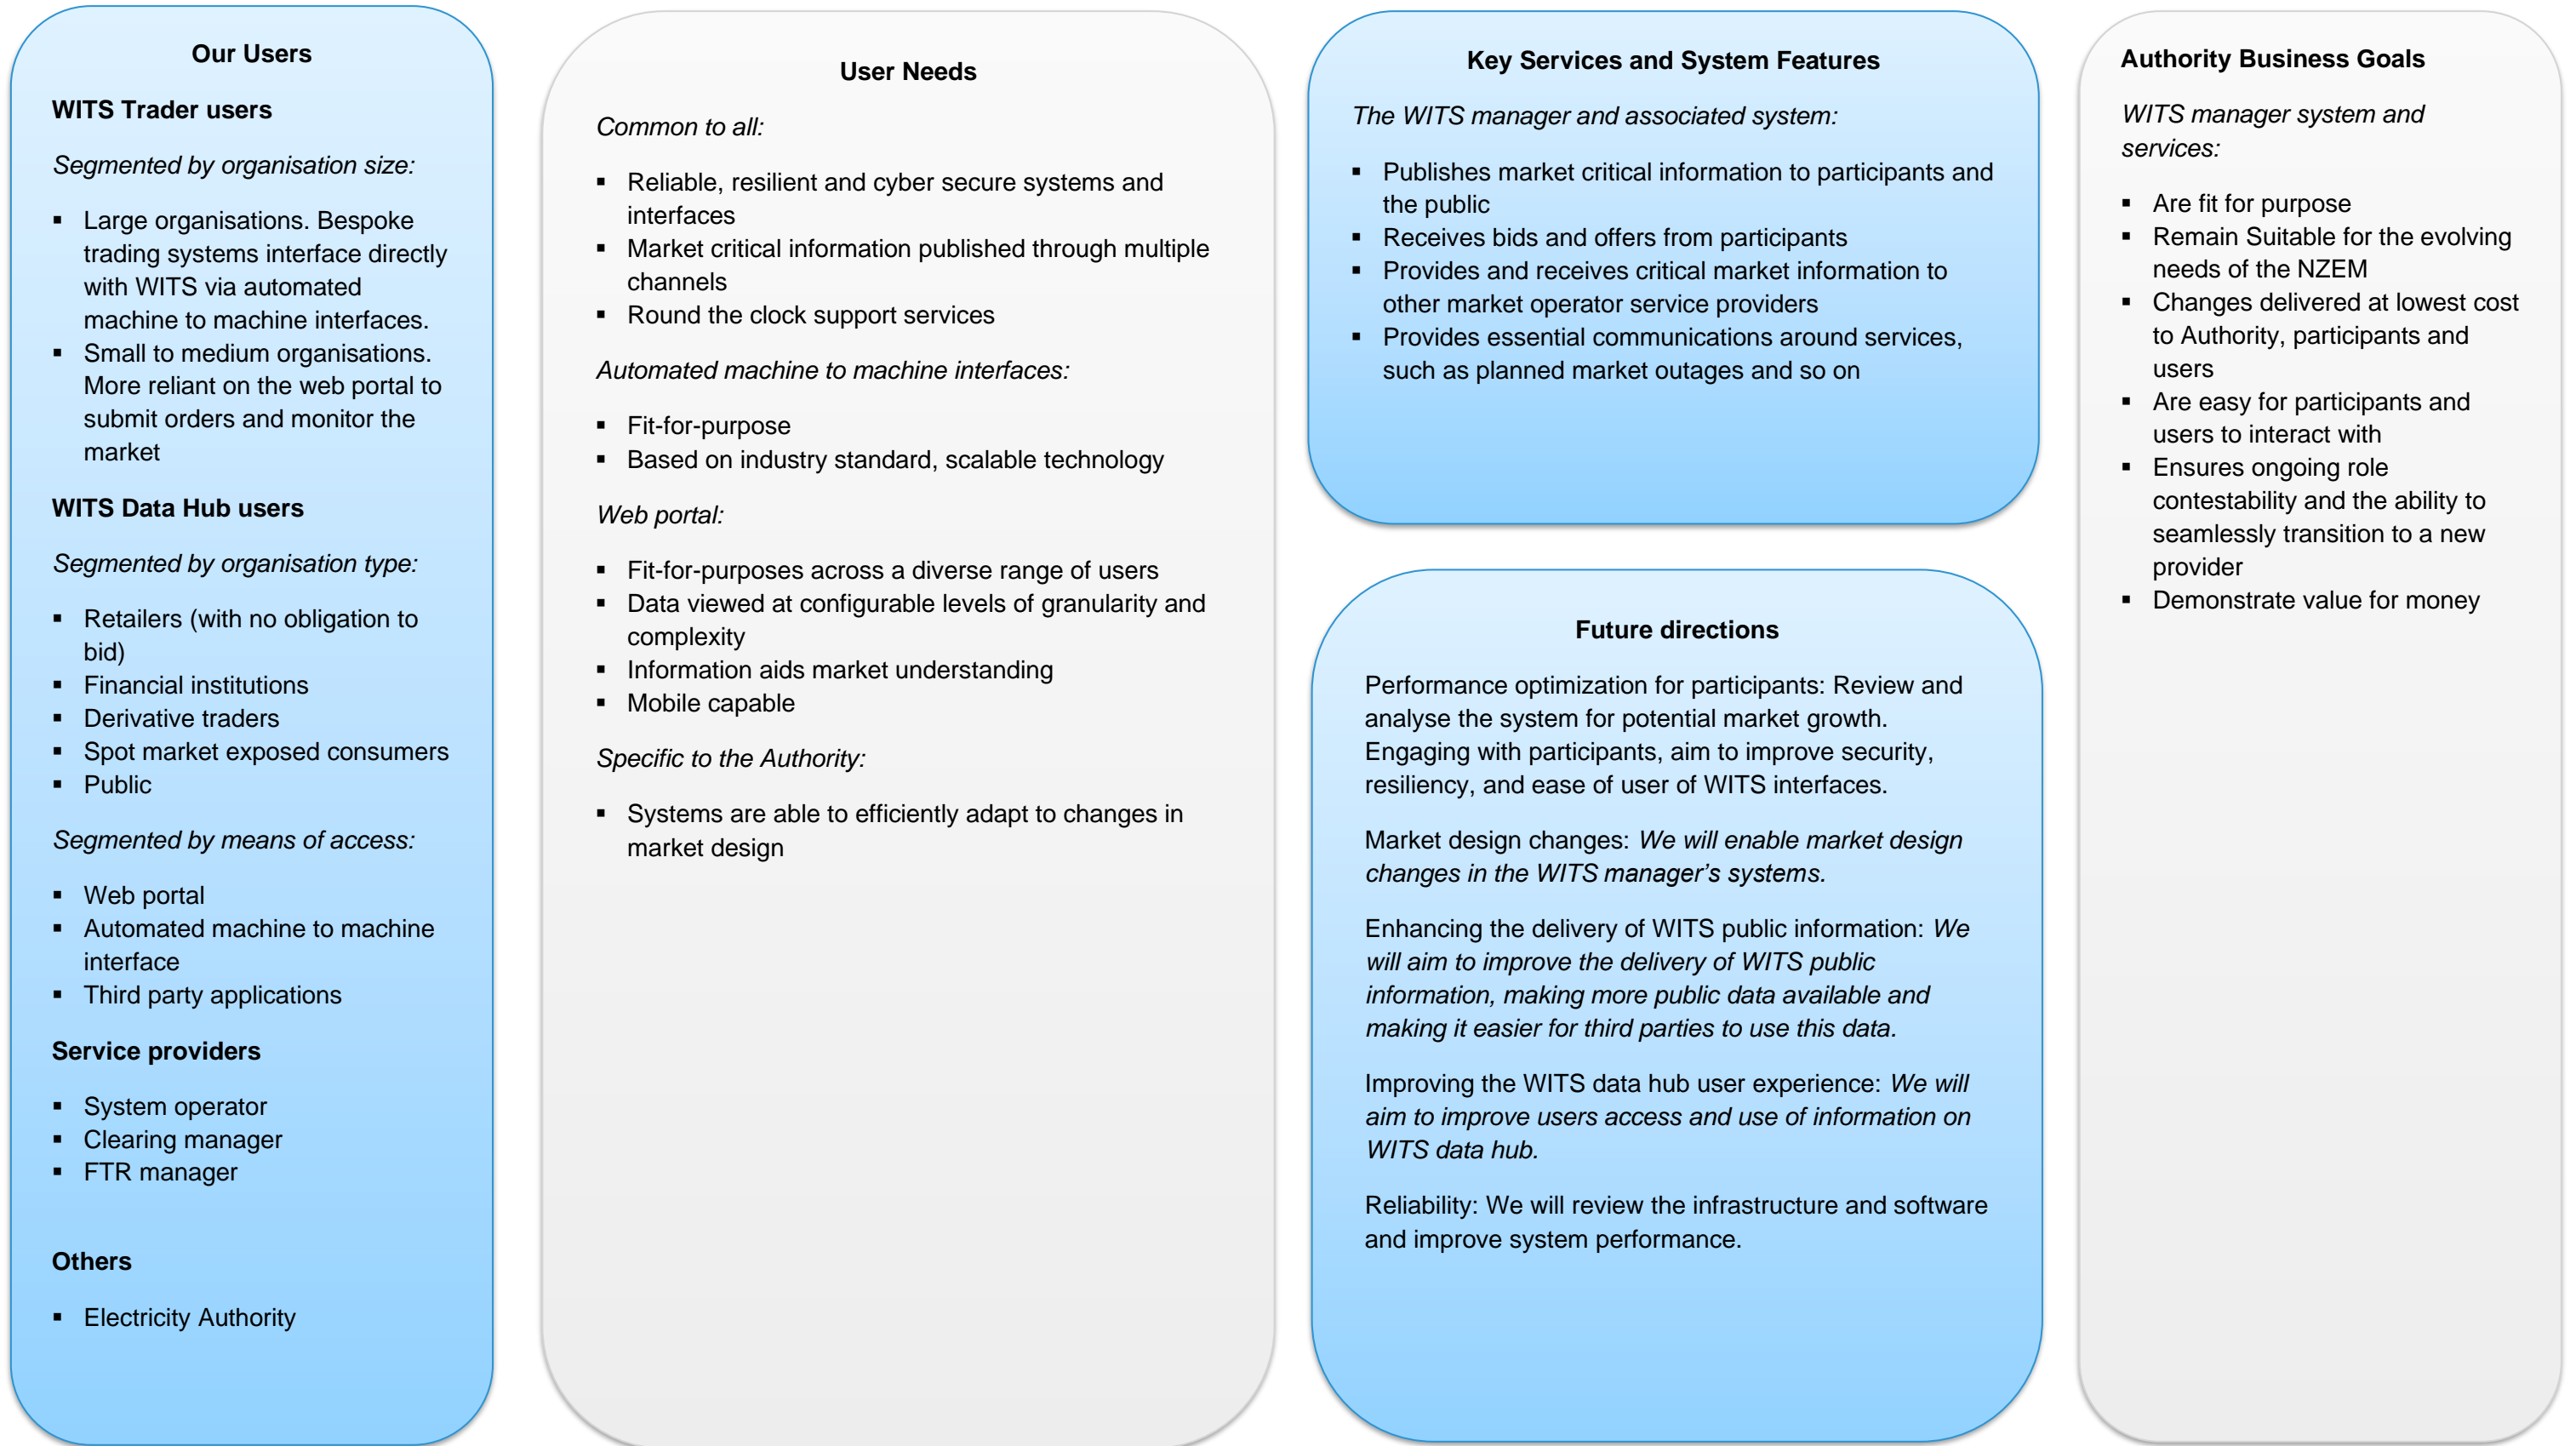 Our Users
WITS Trader users
Segmented by organisation size:
▪ Large organisations. Bespoke
trading systems interface directly
with WITS via automated
machine to machine interfaces.
▪ Small to medium organisations.
More reliant on the web portal to
submit orders and monitor the
market
WITS Data Hub users
Segmented by organisation type:
▪ Retailers (with no obligation to
bid)
▪ Financial institutions
▪ Derivative traders
▪ Spot market exposed consumers
▪ Public
Segmented by means of access:
▪ Web portal
▪ Automated machine to machine
interface
▪ Third party applications
Service providers
▪ System operator
▪ Clearing manager
▪ FTR manager
Others
▪ Electricity Authority
User Needs
Common to all:
▪ Reliable, resilient and cyber secure systems and
interfaces
▪ Market critical information published through multiple
channels
▪ Round the clock support services
Automated machine to machine interfaces:
▪ Fit-for-purpose
▪ Based on industry standard, scalable technology
Web portal:
▪ Fit-for-purposes across a diverse range of users
▪ Data viewed at configurable levels of granularity and
complexity
▪ Information aids market understanding
▪ Mobile capable
Specific to the Authority:
▪ Systems are able to efficiently adapt to changes in
market design
Key Services and System Features
The WITS manager and associated system:
▪ Publishes market critical information to participants and
the public
▪ Receives bids and offers from participants
▪ Provides and receives critical market information to
other market operator service providers
▪ Provides essential communications around services,
such as planned market outages and so on
Future directions
Performance optimization for participants: Review and
analyse the system for potential market growth.
Engaging with participants, aim to improve security,
resiliency, and ease of user of WITS interfaces.
Market design changes: We will enable market design
changes in the WITS manager’s systems.
Enhancing the delivery of WITS public information: We
will aim to improve the delivery of WITS public
information, making more public data available and
making it easier for third parties to use this data.
Improving the WITS data hub user experience: We will
aim to improve users access and use of information on
WITS data hub.
Reliability: We will review the infrastructure and software
and improve system performance.
Authority Business Goals
WITS manager system and
services:
▪ Are fit for purpose
▪ Remain Suitable for the evolving
needs of the NZEM
▪ Changes delivered at lowest cost
to Authority, participants and
users
▪ Are easy for participants and
users to interact with
▪ Ensures ongoing role
contestability and the ability to
seamlessly transition to a new
provider
▪ Demonstrate value for money